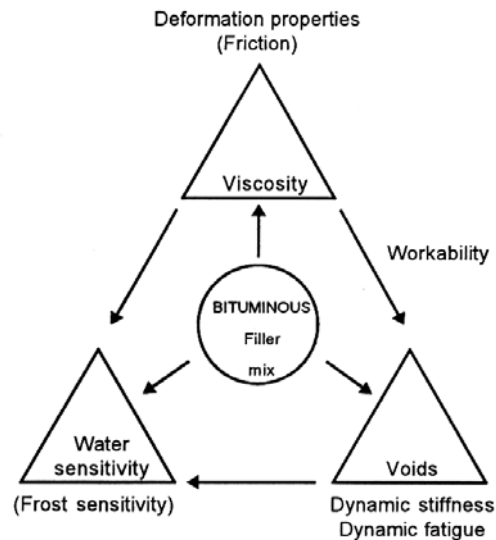 Deformation properties
(Friction)
Viscosity
Workability
BITUMINOUS
Filler
mix
Water
sensitivity
(Frost sensitivity)
Voids
Dynamic stiffness
Dynamic fatigue